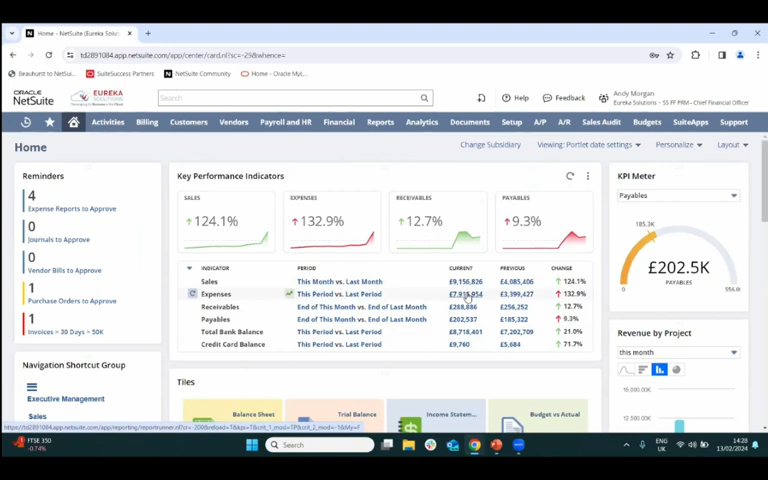 Home - NetSuite (Eureka Solut
td2891084.app.netsuite.com/app/center/card.nl?sc=-29&whence=
Beauhurst to NetSui...
SuiteSuccess Partners
NetSuite Community
Home - Oracle MyL...
ORACLE
NetSuite
EUREKA
SOLUTIONS
Search
Help
Feedback
Andy Morgan
Eureka Solutions - SS FF PRM - Chief Financial Officer
Activities Billing Customers Vendors Payroll and HR Financial Reports Analytics Documents Setup A/P A/R Sales Audit Budgets SuiteApps Support
Home
Change Subsidiary
Viewing: Portlet date settings
Personalize
Layout
Reminders
4
Expense Reports to Approve
0
Journals to Approve
0
Vendor Bills to Approve
1
Purchase Orders to Approve
1
Invoices > 30 Days > 50K
Navigation Shortcut Group
Executive Management
Sales
Key Performance Indicators
SALES
124.1%
EXPENSES
132.9%
RECEIVABLES
12.7%
PAYABLES
9.3%
INDICATOR PERIOD CURRENT PREVIOUS CHANGE
Sales This Month vs. Last Month £9,156,826 £4,085,406 124.1%
Expenses This Period vs. Last Period £3,399,427 132.9%
Receivables End of This Month vs. End of Last Month £288,886 £256,252 12.7%
Payables End of This Month vs. End of Last Month £202,537 £185,322 9.3%
Total Bank Balance This Period vs. Last Period £8,718,401 £7,202,709 21.0%
Credit Card Balance This Period vs. Last Period £9,760 £5,684 71.7%
Tiles
Balance Sheet
Trial Balance
Income Statem...
Budget vs Actual
KPI Meter
Payables
185.3K
£202.5K
PAYABLES
0
Revenue by Project
this month
16,000.00K
12,500.00K
FTSE 350
-0.74%
Search
ENG
UK
14:28
13/02/2024